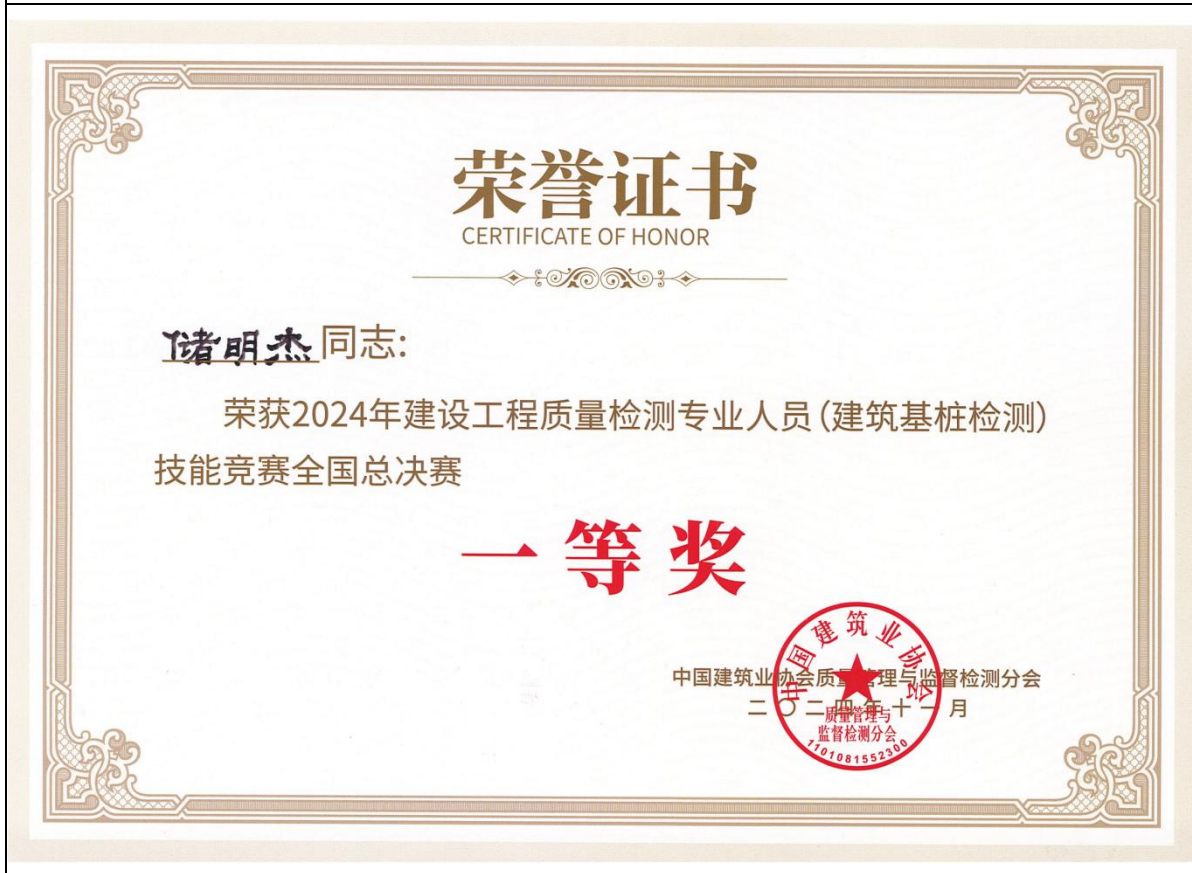 荣誉证书
CERTIFICATE OF HONOR
储明杰同志:
荣获2024年建设工程质量检测专业人员(建筑基桩检测)
技能竞赛全国总决赛
一等奖
中国建筑业协会质量管理与监督检测分会
二〇二四年十一月
中国建筑业协会
质量管理与
监督检测分会
1101081552300